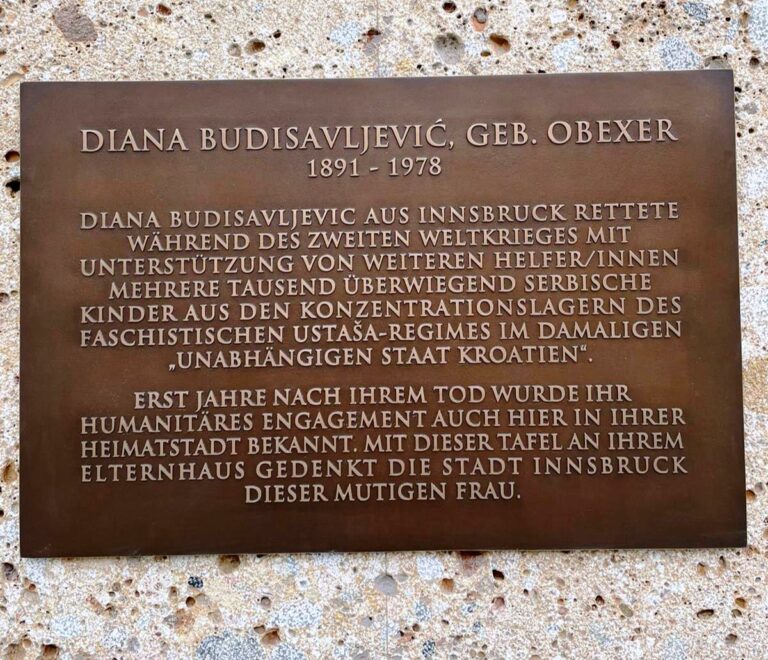 DIANA BUDISAVLJEVIĆ, GEB. OBEXER
1891 - 1978
DIANA BUDISAVLJEVIC AUS INNSBRUCK RETTETE
WÄHREND DES ZWEITEN WELTKRIEGES MIT
UNTERSTÜTZUNG VON WEITEREN HELFER/INNEN
MEHRERE TAUSEND ÜBERWIEGEND SERBISCHE
KINDER AUS DEN KONZENTRATIONSLAGERN DES
FASCHISTISCHEN USTAŠA-REGIMES IM DAMALIGEN
„UNABHÄNGIGEN STAAT KROATIEN“.
ERST JAHRE NACH IHREM TOD WURDE IHR
HUMANITÄRES ENGAGEMENT AUCH HIER IN IHRER
HEIMATSTADT BEKANNT. MIT DIESER TAFEL AN IHREM
ELTERNHAUS GEDENKT DIE STADT INNSBRUCK
DIESER MUTIGEN FRAU.